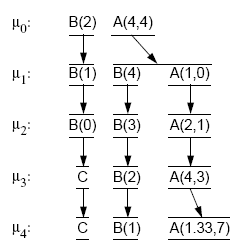 μ0: B(2) A(4,4)
μ1: B(1) B(4) A(1,0)
μ2: B(0) B(3) A(2,1)
μ3: C B(2) A(4,3)
μ4: C B(1) A(1.33,7)